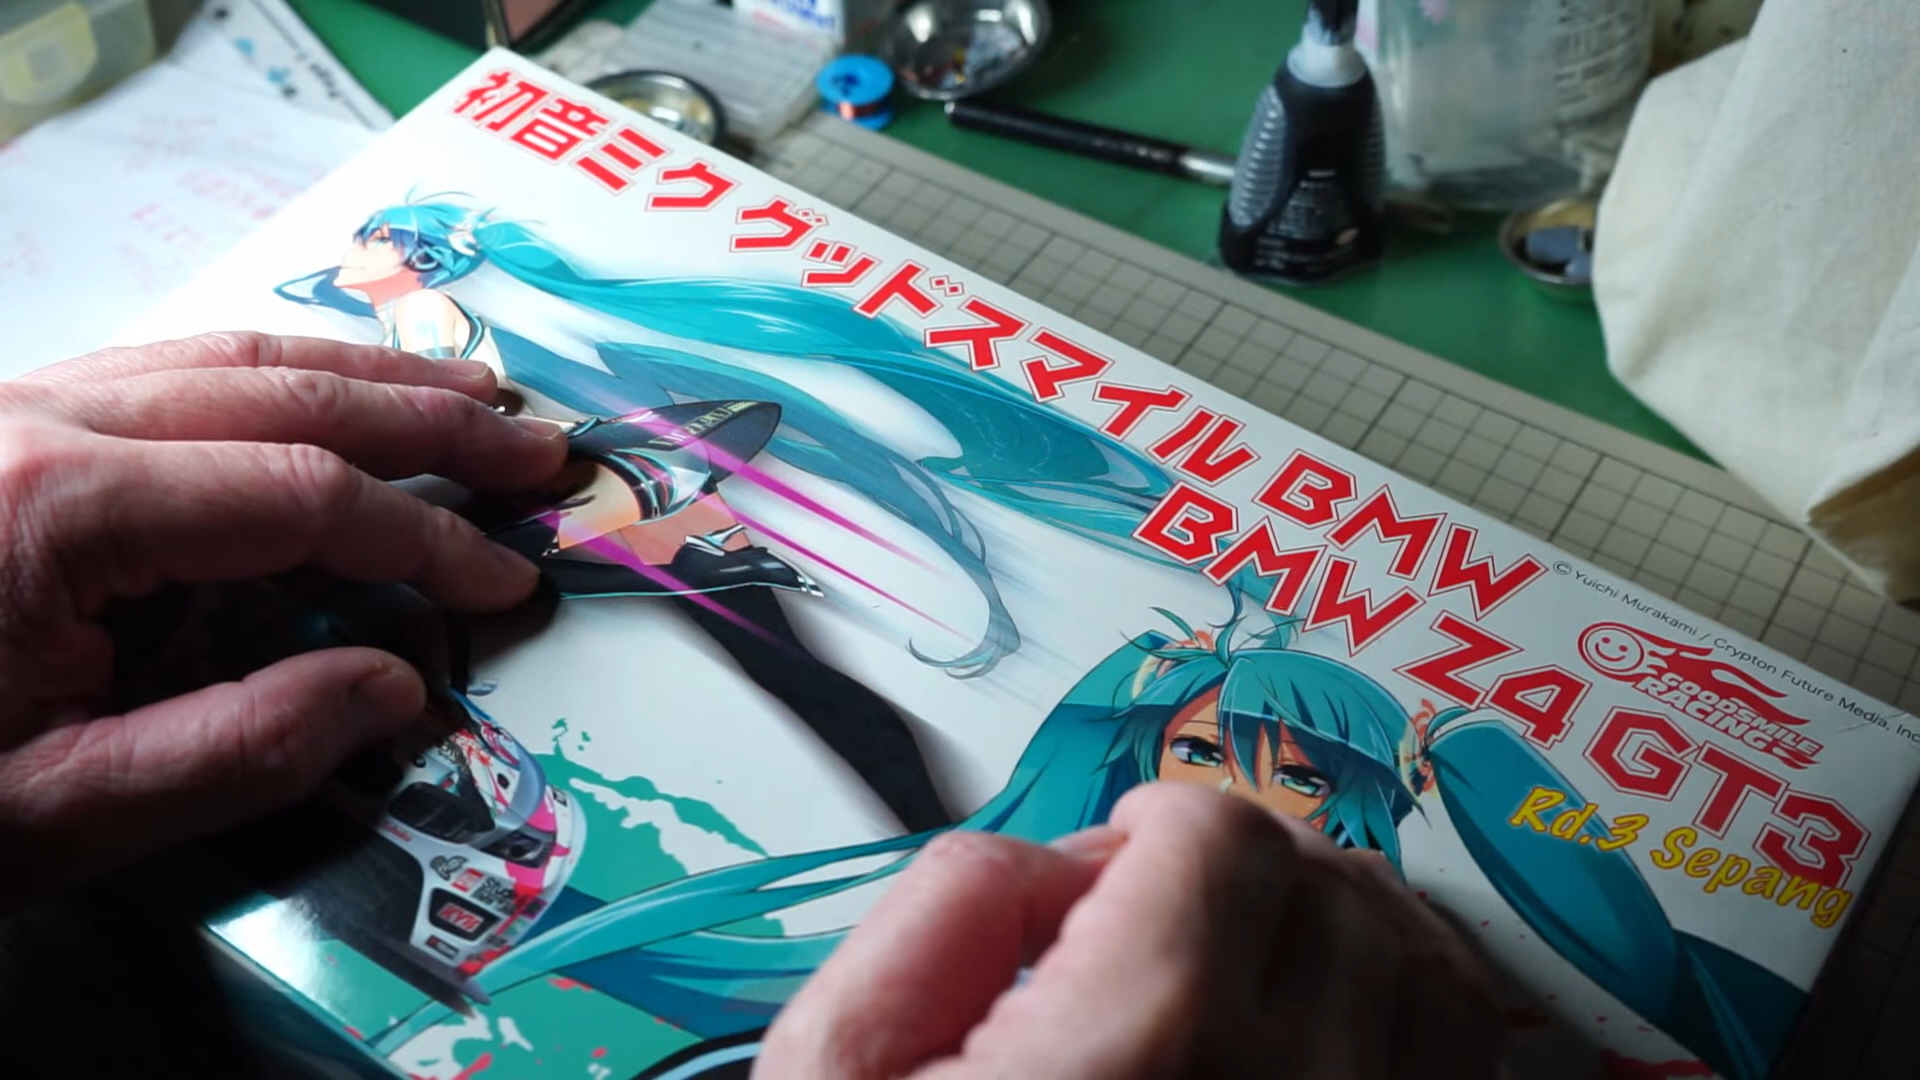 初音ミク グッドスマイル BMW
BMW Z4 GT3
Rd.3 Sepang
©Yuichi Murakami / Crypton Future Media, Inc
GOODSMILE
RACING